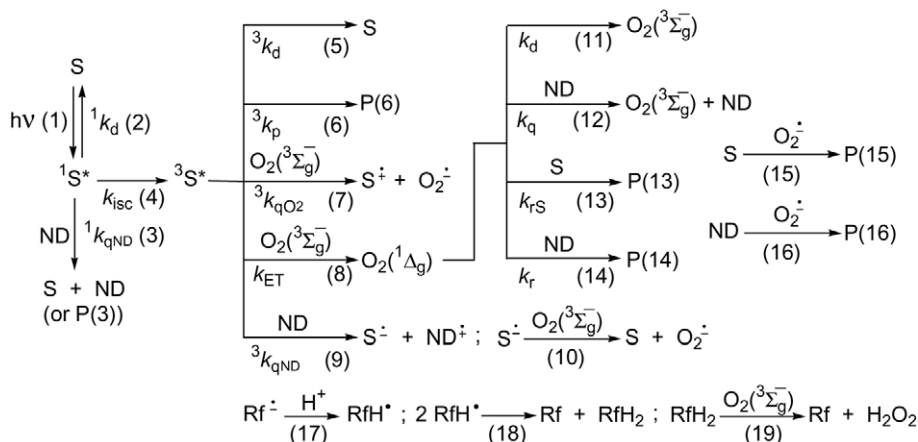 ³k_d (5) S
³k_p (6) P(6)
O₂(³Σg⁻) ³k_qO2 (7) S•⁺ + O₂•⁻
O₂(³Σg⁻) k_ET (8) O₂(¹Δg)
ND ³k_qND (9) S•⁻ + ND•⁺ ; S•⁻ O₂(³Σg⁻) (10) S + O₂•⁻
S
hν (1) ¹k_d (2)
¹S* k_isc (4) ³S*
ND ¹k_qND (3)
S + ND
(or P(3))
k_d (11) O₂(³Σg⁻)
ND k_q (12) O₂(³Σg⁻) + ND
S k_rS (13) P(13)
ND k_r (14) P(14)
S O₂•⁻ (15) P(15)
ND O₂•⁻ (16) P(16)
Rf•⁻ H⁺ (17) RfH• ; 2 RfH• (18) Rf + RfH₂ ; RfH₂ O₂(³Σg⁻) (19) Rf + H₂O₂